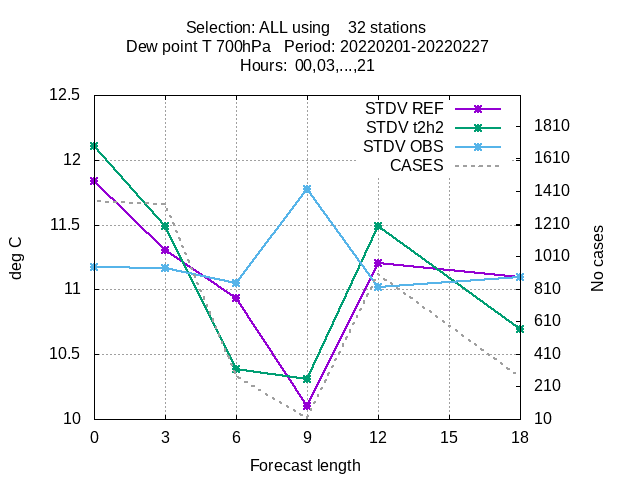 Selection: ALL using    32 stations
Dew point T 700hPa   Period: 20220201-20220227
Hours:  00,03,...,21
STDV REF
STDV t2h2
STDV OBS
CASES
12.5
12
11.5
11
10.5
10
1810
1610
1410
1210
1010
810
610
410
210
10
deg C
No cases
0 3 6 9 12 15 18
Forecast length